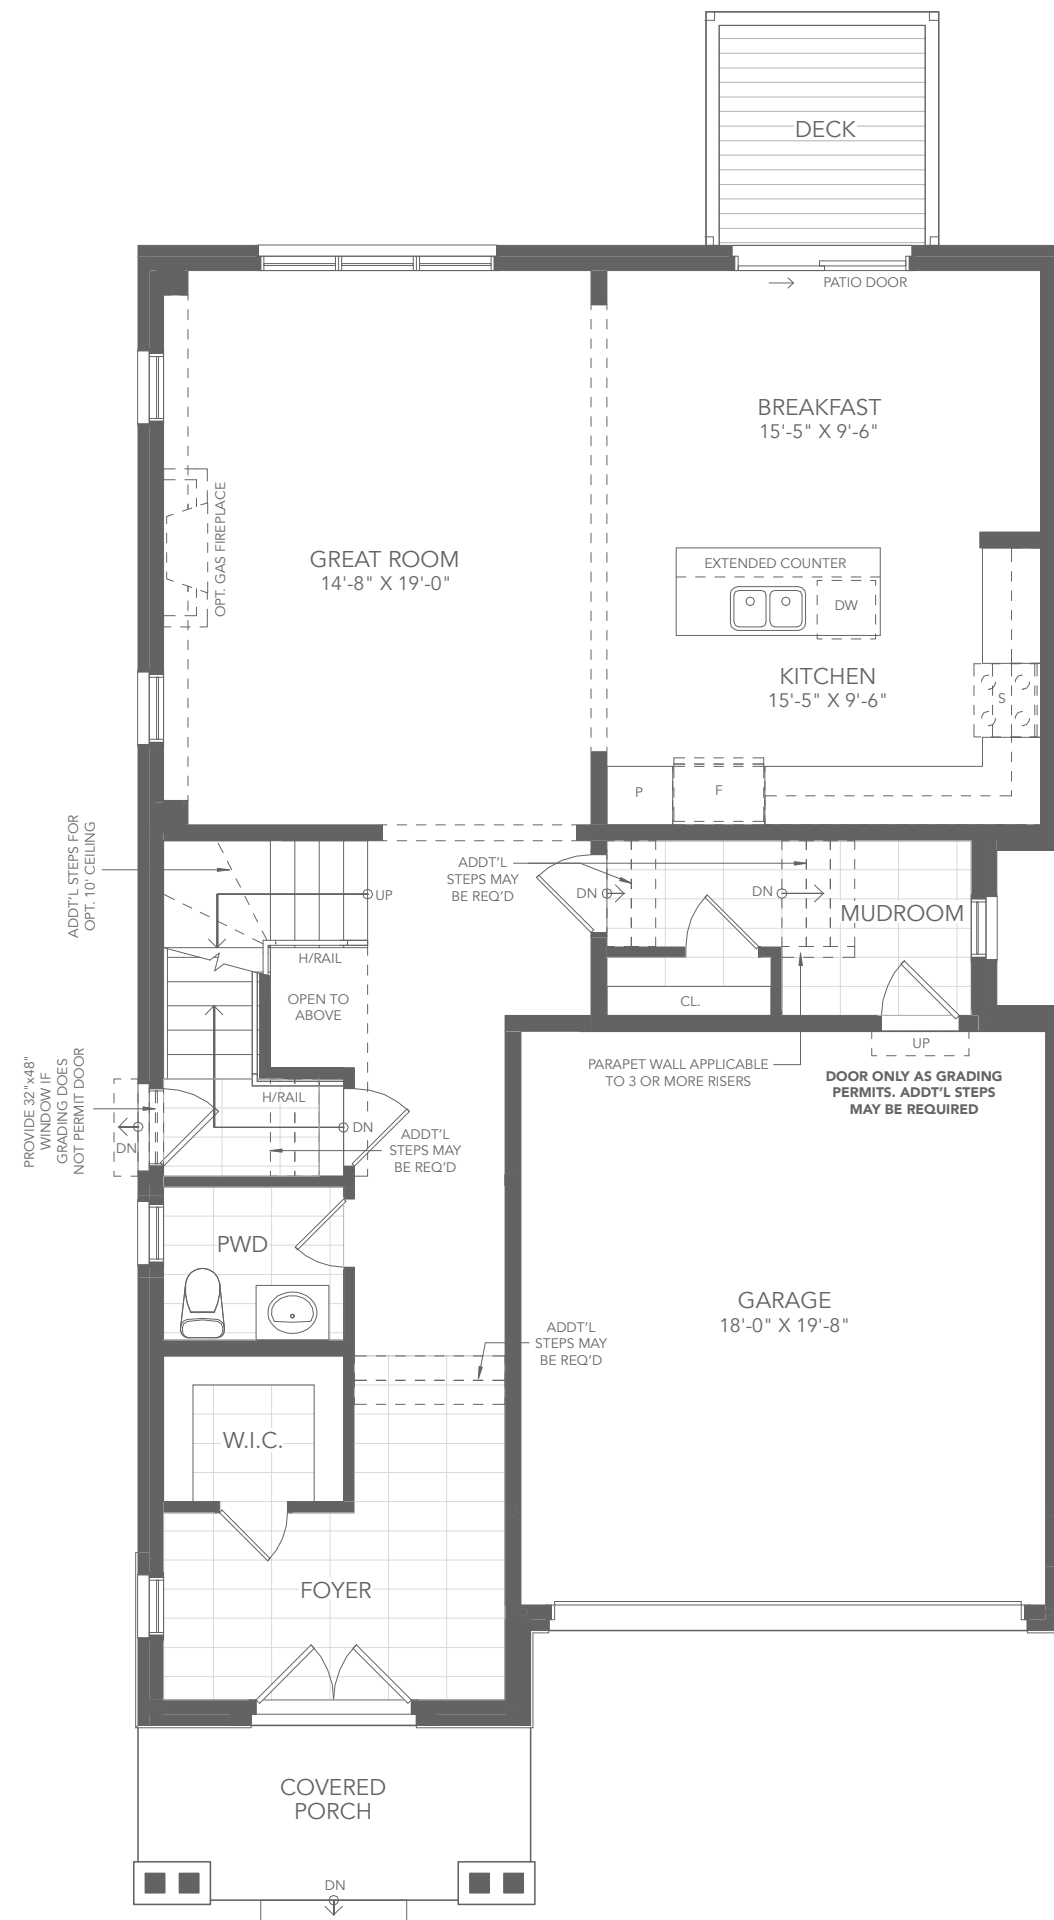 DECK
PATIO DOOR
BREAKFAST
15'-5" X 9'-6"
OPT. GAS FIREPLACE
GREAT ROOM
14'-8" X 19'-0"
EXTENDED COUNTER
DW
KITCHEN
15'-5" X 9'-6"
S
P
F
ADDT'L STEPS FOR
OPT. 10' CEILING
ADDT'L
STEPS MAY
BE REQ'D
UP
DN
DN
MUDROOM
H/RAIL
OPEN TO
ABOVE
CL.
UP
PARAPET WALL APPLICABLE
TO 3 OR MORE RISERS
DOOR ONLY AS GRADING
PERMITS. ADDT'L STEPS
MAY BE REQUIRED
PROVIDE 32"x48"
WINDOW IF
GRADING DOES
NOT PERMIT DOOR
H/RAIL
DN
DN
ADDT'L
STEPS MAY
BE REQ'D
PWD
GARAGE
18'-0" X 19'-8"
ADDT'L
STEPS MAY
BE REQ'D
W.I.C.
FOYER
COVERED
PORCH
DN